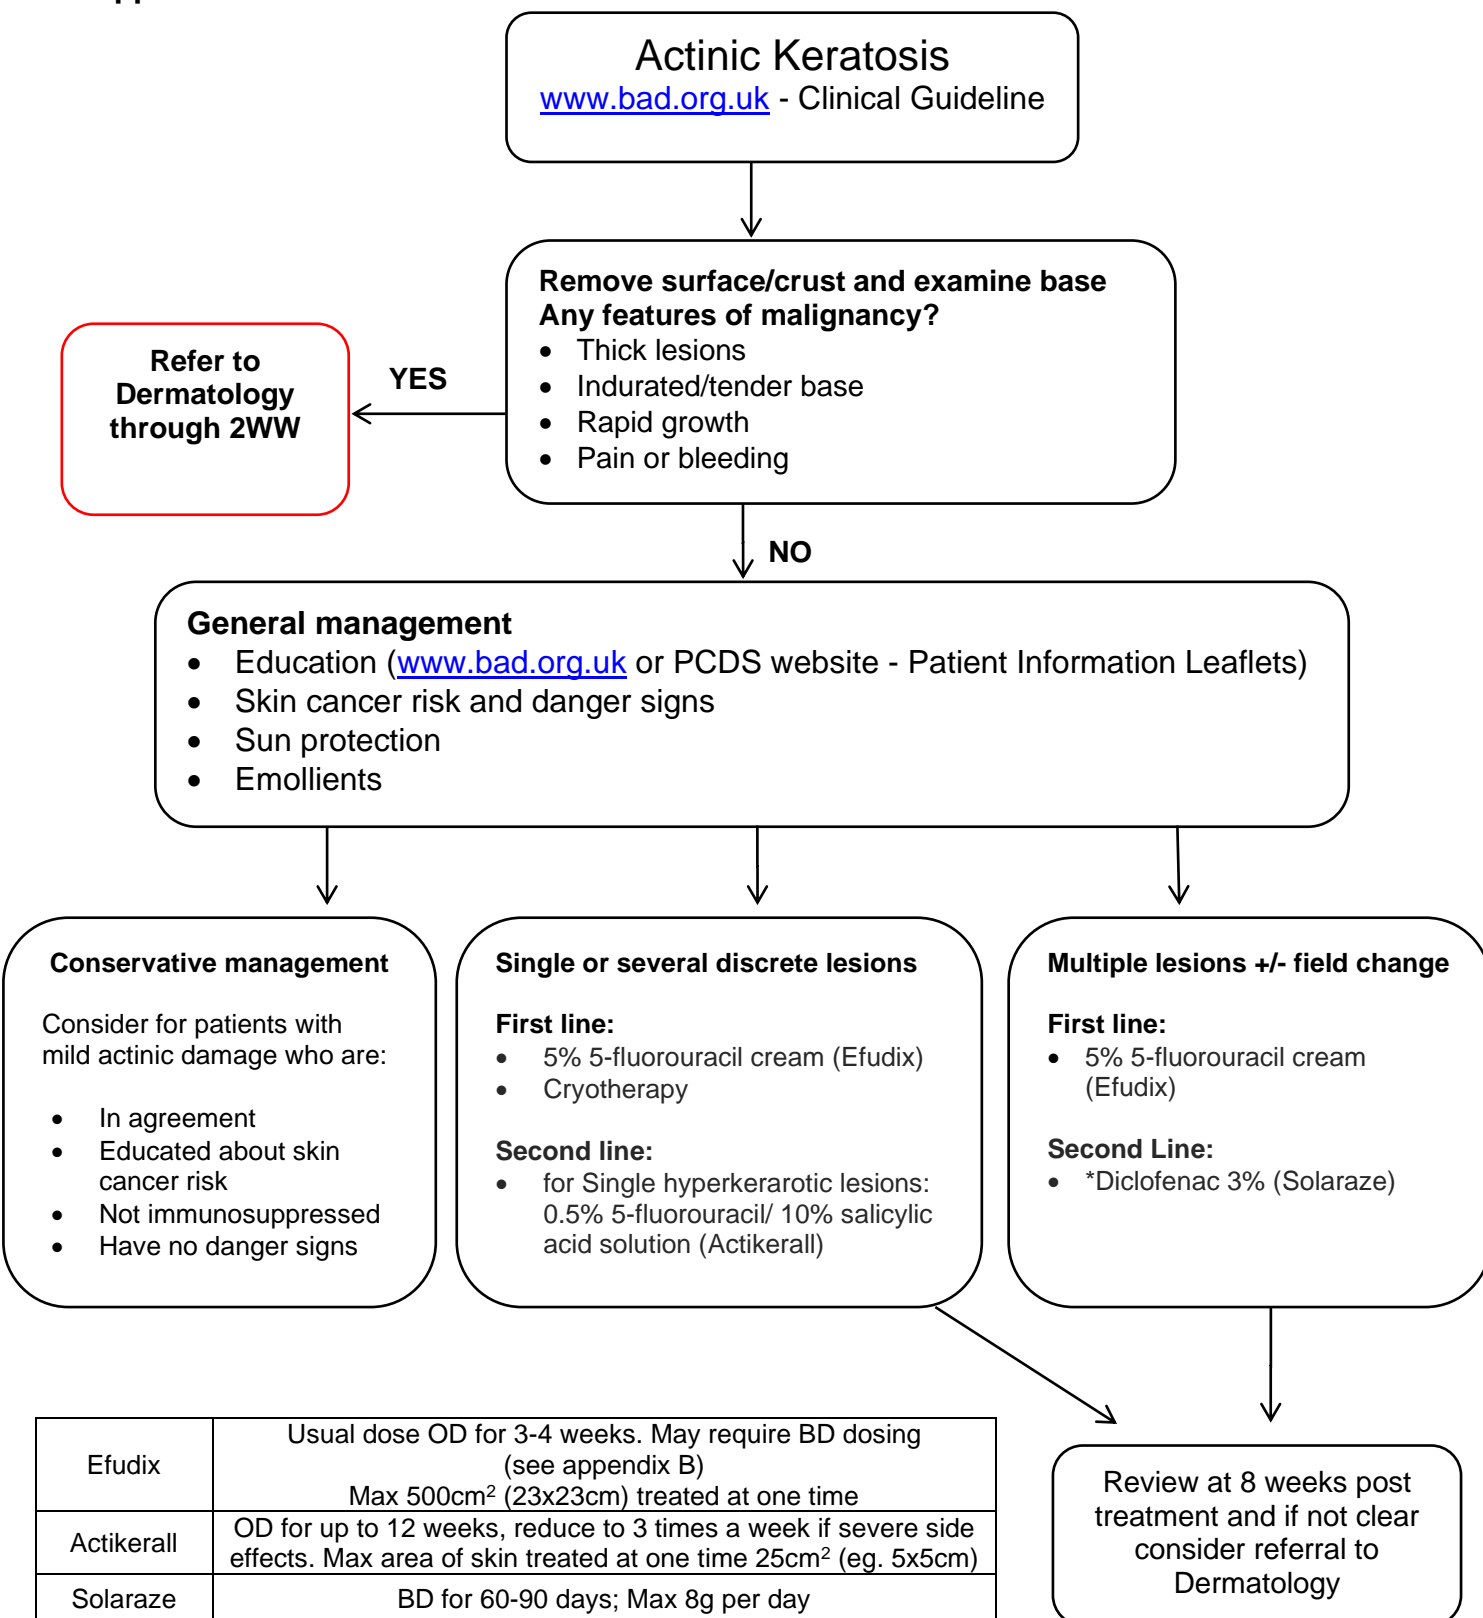 Actinic Keratosis
www.bad.org.uk - Clinical Guideline
Remove surface/crust and examine base
Any features of malignancy?
• Thick lesions
• Indurated/tender base
• Rapid growth
• Pain or bleeding
YES
Refer to
Dermatology
through 2WW
NO
General management
• Education (www.bad.org.uk or PCDS website - Patient Information Leaflets)
• Skin cancer risk and danger signs
• Sun protection
• Emollients
Conservative management
Consider for patients with
mild actinic damage who are:
• In agreement
• Educated about skin
cancer risk
• Not immunosuppressed
• Have no danger signs
Single or several discrete lesions
First line:
• 5% 5-fluorouracil cream (Efudix)
• Cryotherapy
Second line:
• for Single hyperkerarotic lesions:
0.5% 5-fluorouracil/ 10% salicylic
acid solution (Actikerall)
Multiple lesions +/- field change
First line:
• 5% 5-fluorouracil cream
(Efudix)
Second Line:
• *Diclofenac 3% (Solaraze)
Efudix
Usual dose OD for 3-4 weeks. May require BD dosing
(see appendix B)
Max 500cm² (23x23cm) treated at one time
Actikerall
OD for up to 12 weeks, reduce to 3 times a week if severe side
effects. Max area of skin treated at one time 25cm² (eg. 5x5cm)
Solaraze
BD for 60-90 days; Max 8g per day
Review at 8 weeks post
treatment and if not clear
consider referral to
Dermatology